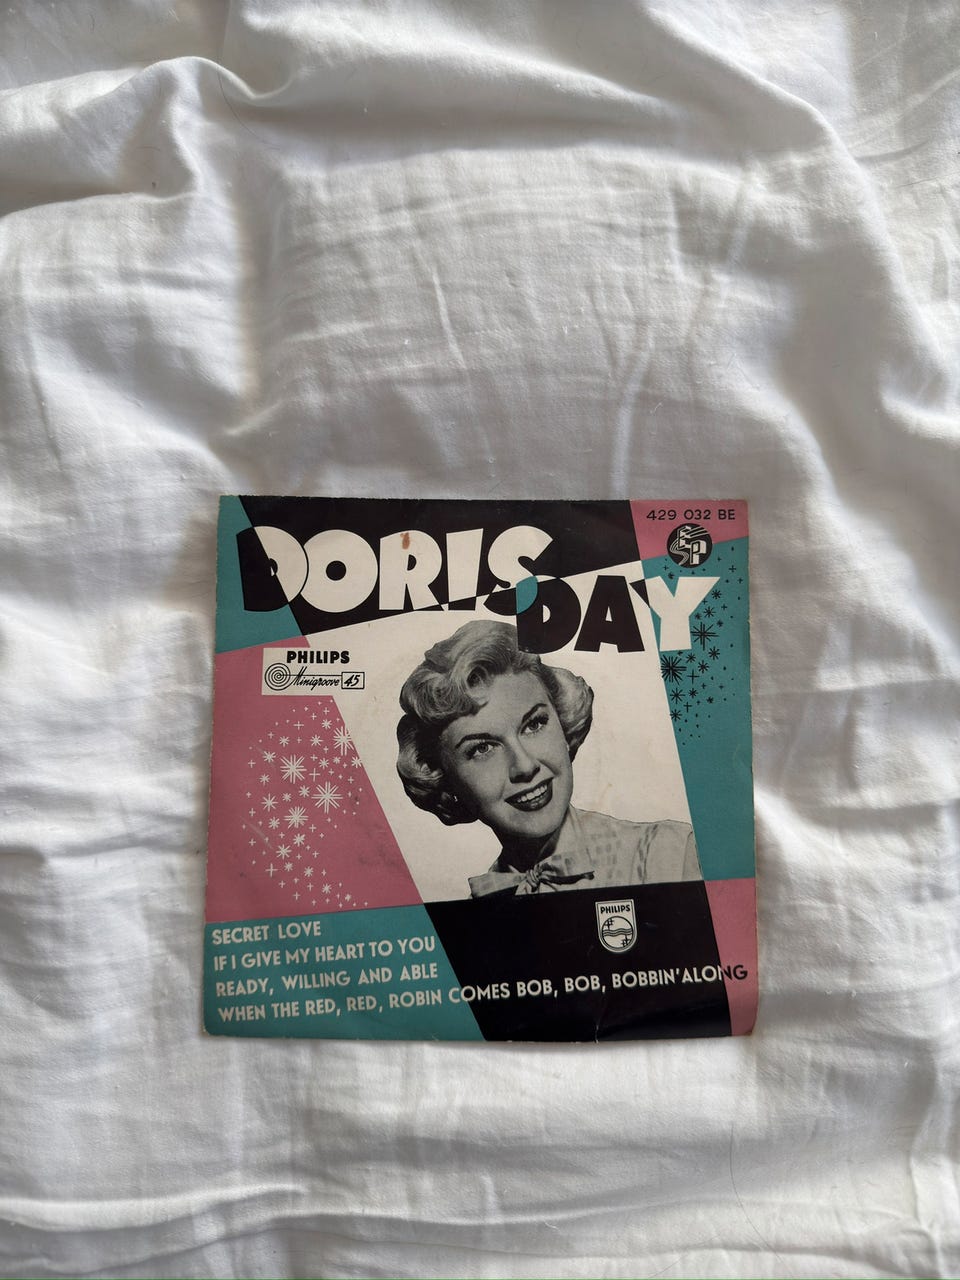 429 032 BE
EP
DORIS
DAY
PHILIPS
Minigroove 45
PHILIPS
SECRET LOVE
IF I GIVE MY HEART TO YOU
READY, WILLING AND ABLE
WHEN THE RED, RED, ROBIN COMES BOB, BOB, BOBBIN' ALONG